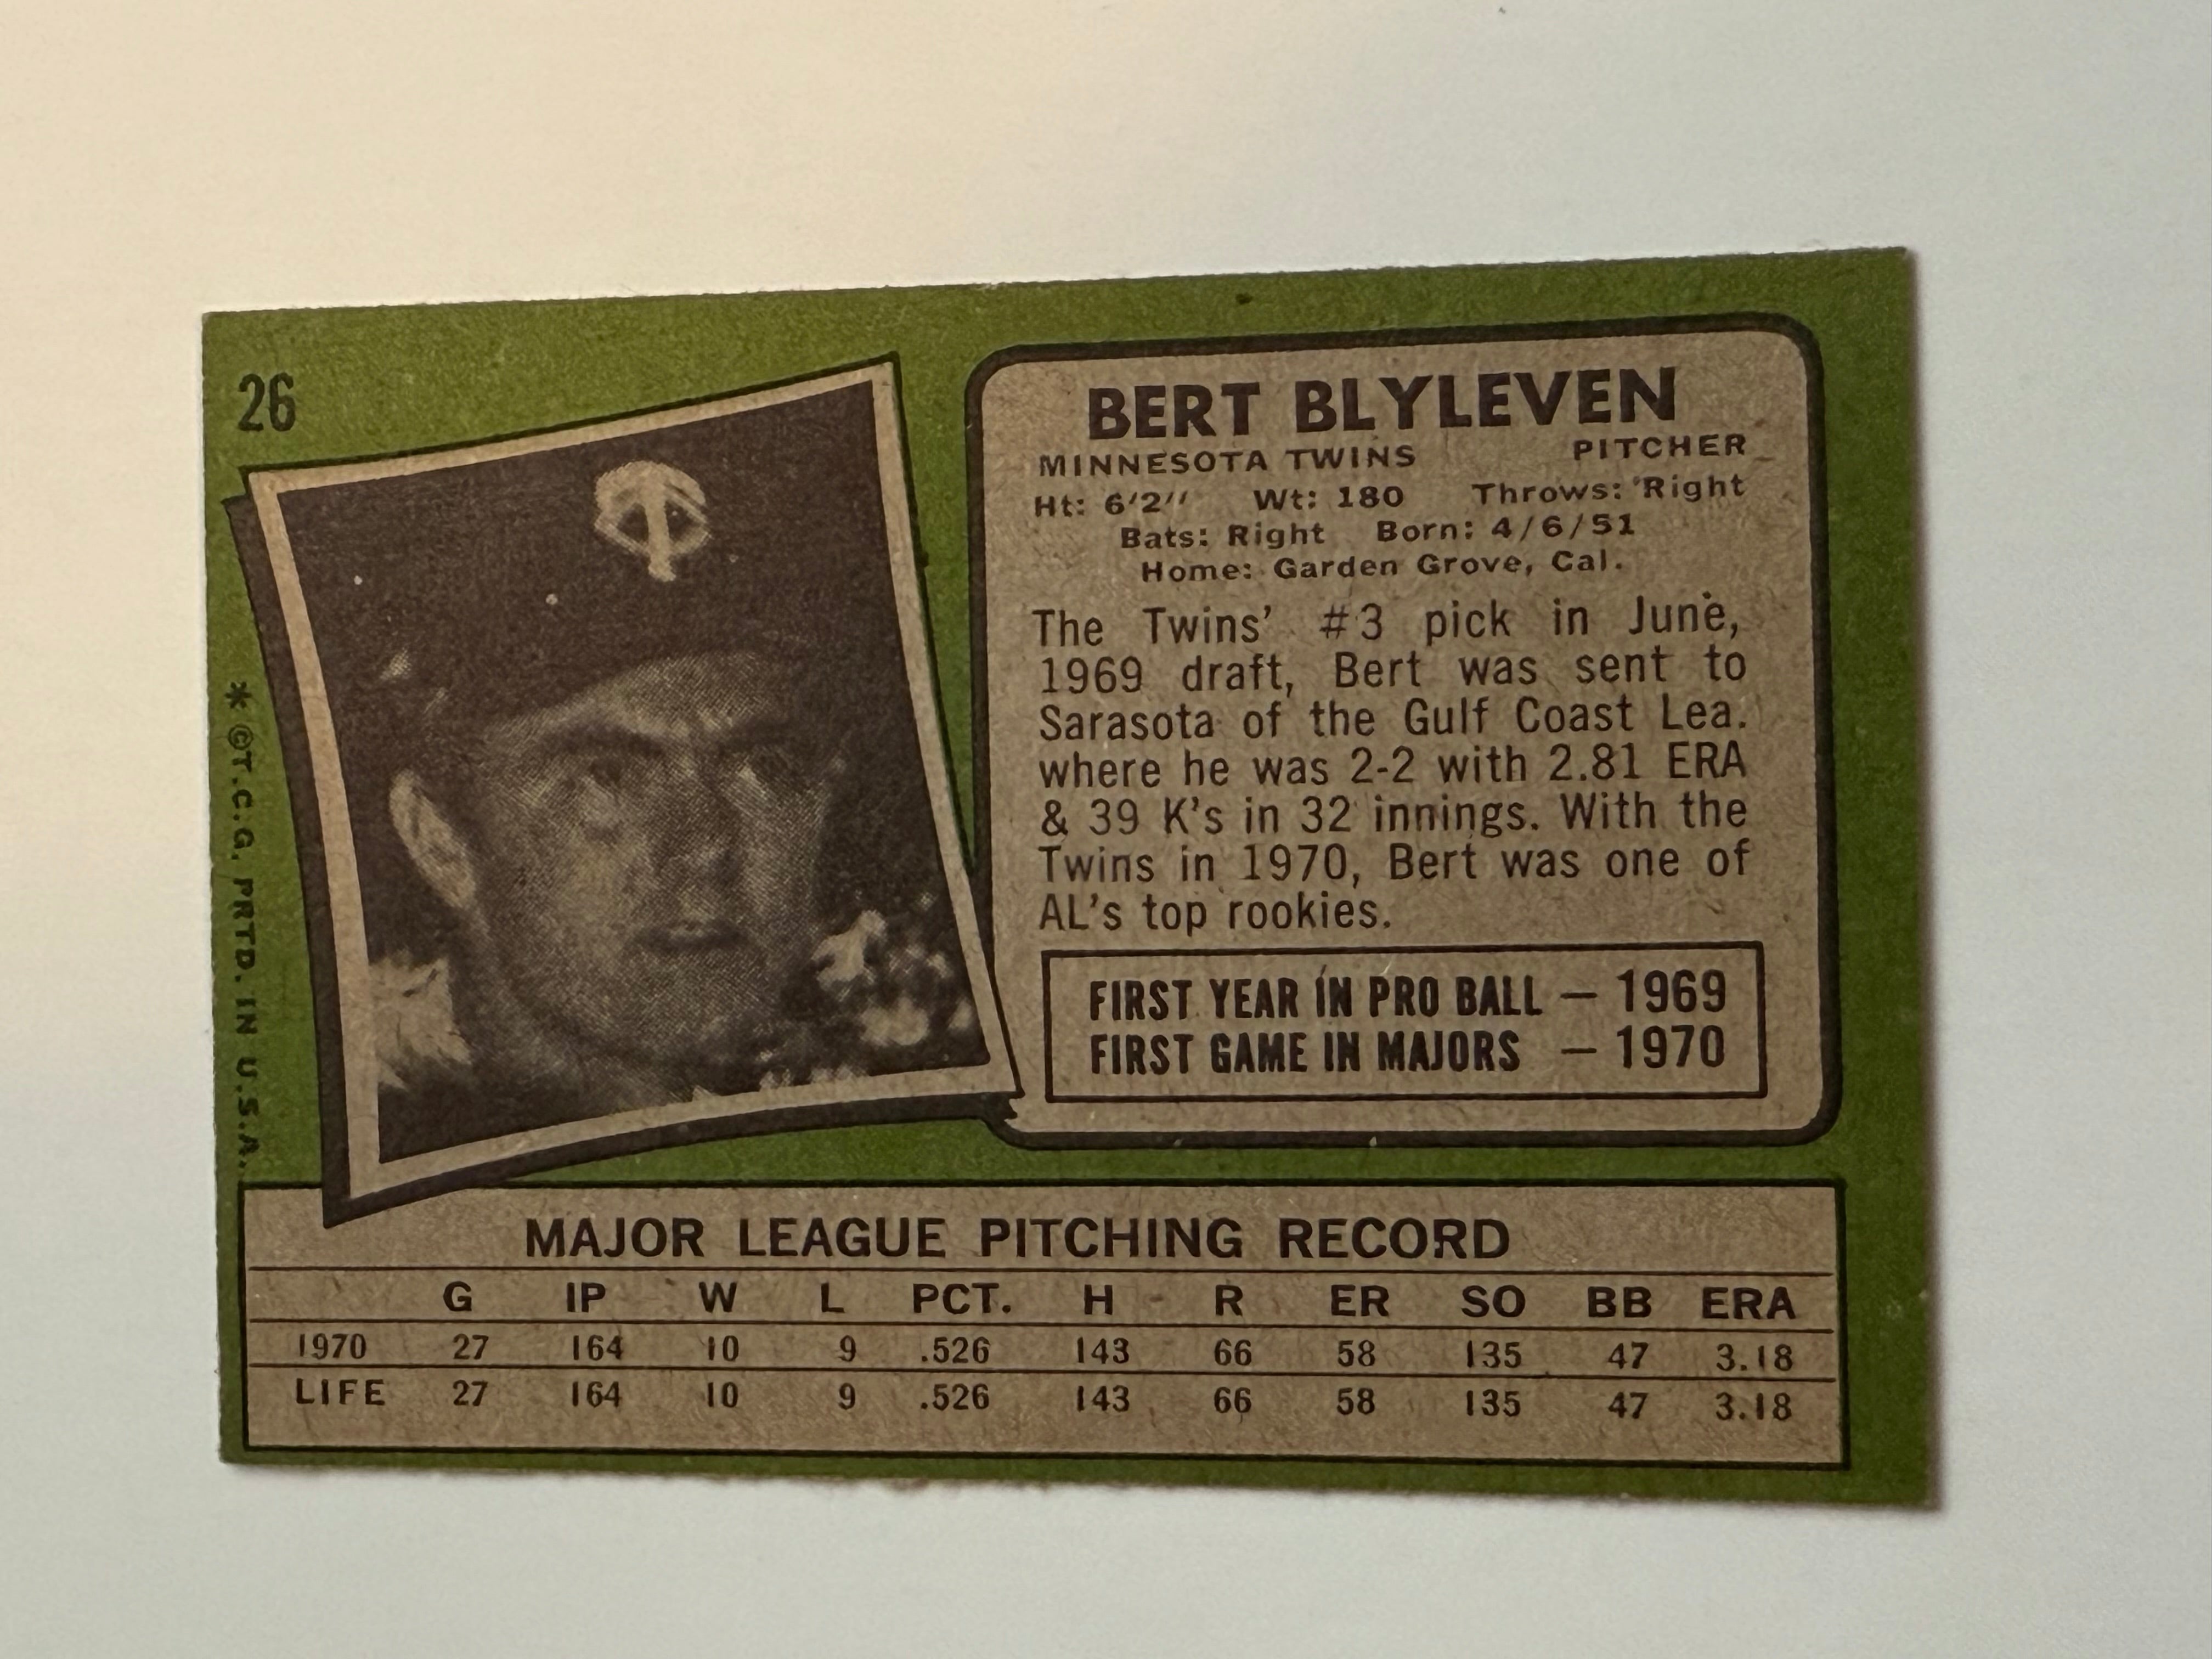 26
BERT BLYLEVEN
MINNESOTA TWINS PITCHER
Ht: 6'2" Wt: 180 Throws: Right
Bats: Right Born: 4/6/51
Home: Garden Grove, Cal.
The Twins' #3 pick in June,
1969 draft, Bert was sent to
Sarasota of the Gulf Coast Lea.
where he was 2-2 with 2.81 ERA
& 39 K's in 32 innings. With the
Twins in 1970, Bert was one of
AL's top rookies.
FIRST YEAR IN PRO BALL — 1969
FIRST GAME IN MAJORS — 1970
* ©T.C.G. PRTD. IN U.S.A.
MAJOR LEAGUE PITCHING RECORD
G IP W L PCT. H R ER SO BB ERA
1970 27 164 10 9 .526 143 66 58 135 47 3.18
LIFE 27 164 10 9 .526 143 66 58 135 47 3.18